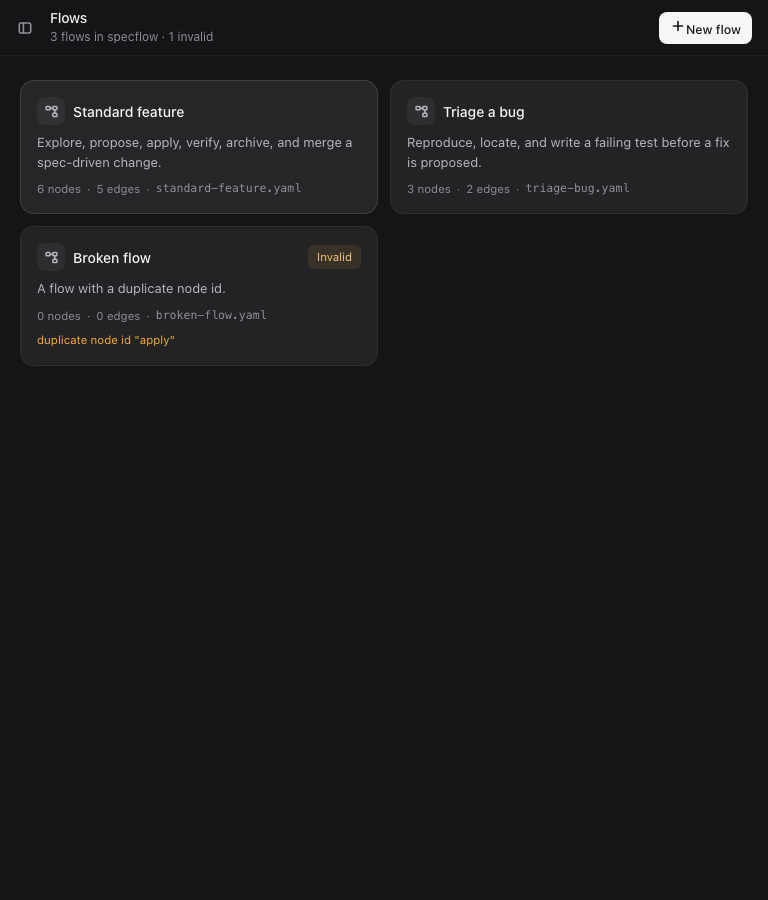 Flows
3 flows in specflow · 1 invalid
New flow
Standard feature
Explore, propose, apply, verify, archive, and merge a
spec-driven change.
6 nodes · 5 edges · standard-feature.yaml
Triage a bug
Reproduce, locate, and write a failing test before a fix
is proposed.
3 nodes · 2 edges · triage-bug.yaml
Broken flow
Invalid
A flow with a duplicate node id.
0 nodes · 0 edges · broken-flow.yaml
duplicate node id "apply"